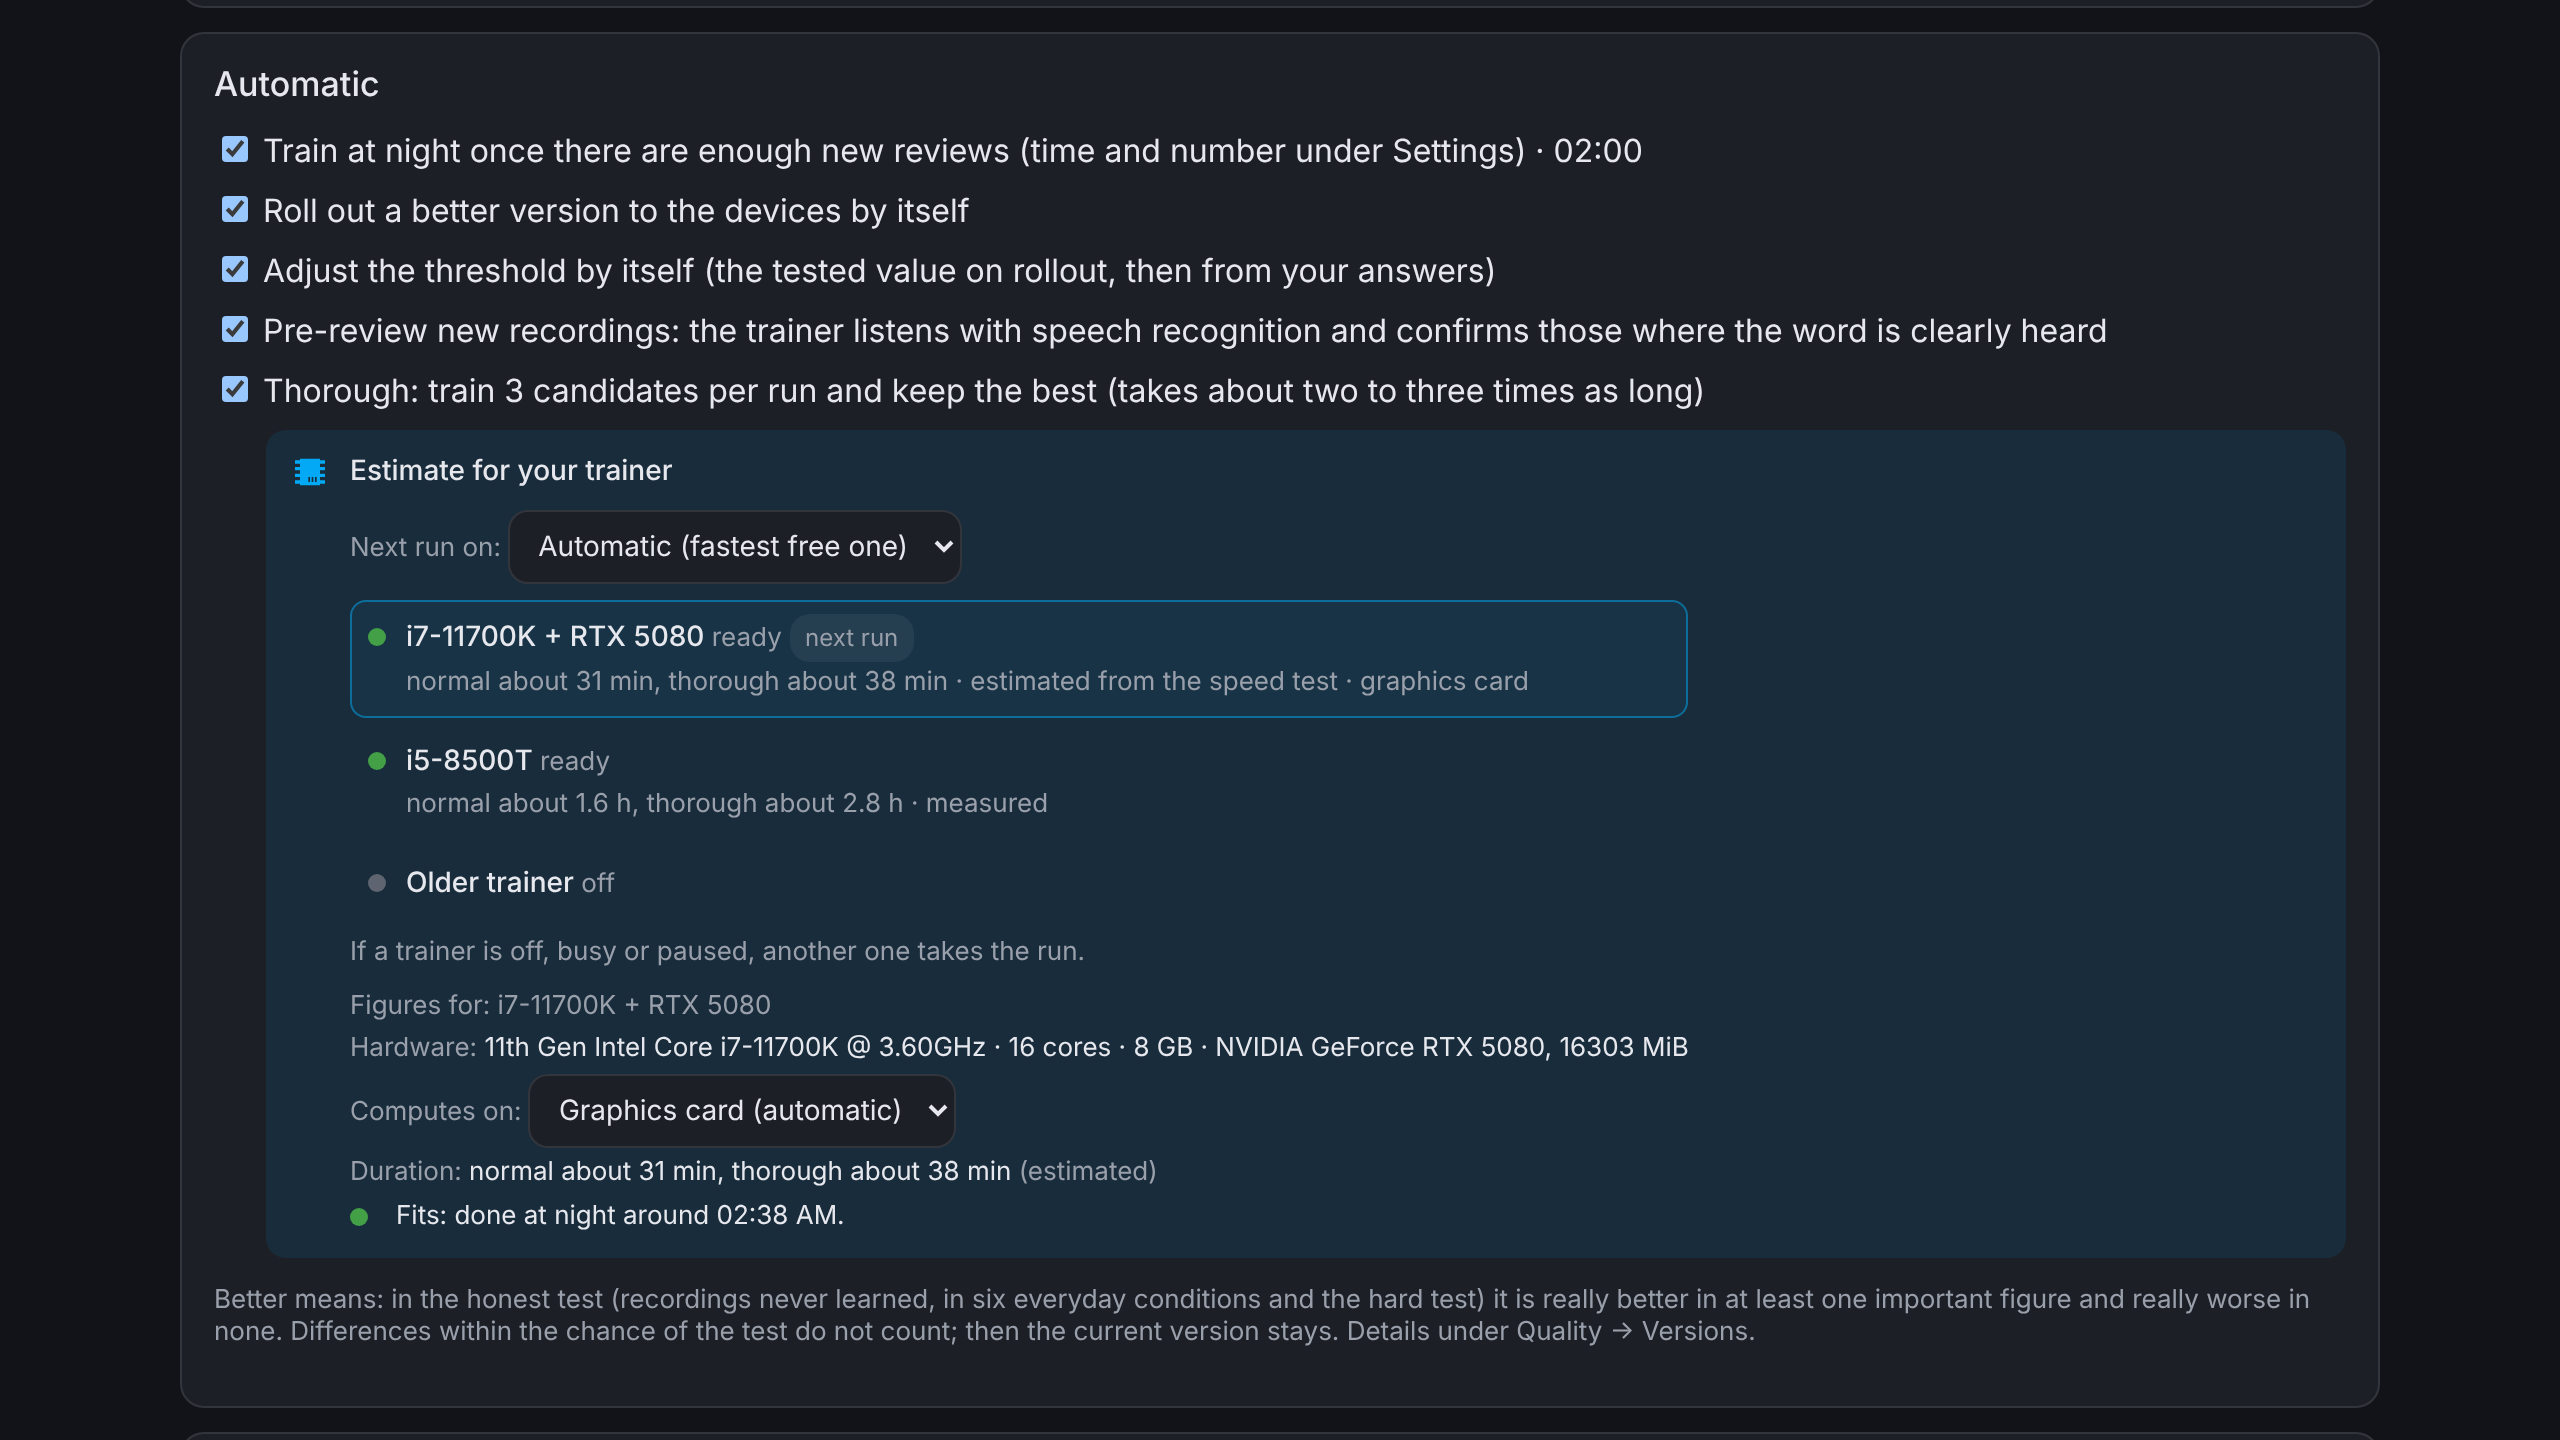 Automatic
Train at night once there are enough new reviews (time and number under Settings) · 02:00
Roll out a better version to the devices by itself
Adjust the threshold by itself (the tested value on rollout, then from your answers)
Pre-review new recordings: the trainer listens with speech recognition and confirms those where the word is clearly heard
Thorough: train 3 candidates per run and keep the best (takes about two to three times as long)
Estimate for your trainer
Next run on: Automatic (fastest free one)
i7-11700K + RTX 5080 ready next run
normal about 31 min, thorough about 38 min · estimated from the speed test · graphics card
i5-8500T ready
normal about 1.6 h, thorough about 2.8 h · measured
Older trainer off
If a trainer is off, busy or paused, another one takes the run.
Figures for: i7-11700K + RTX 5080
Hardware: 11th Gen Intel Core i7-11700K @ 3.60GHz · 16 cores · 8 GB · NVIDIA GeForce RTX 5080, 16303 MiB
Computes on: Graphics card (automatic)
Duration: normal about 31 min, thorough about 38 min (estimated)
Fits: done at night around 02:38 AM.
Better means: in the honest test (recordings never learned, in six everyday conditions and the hard test) it is really better in at least one important figure and really worse in
none. Differences within the chance of the test do not count; then the current version stays. Details under Quality → Versions.